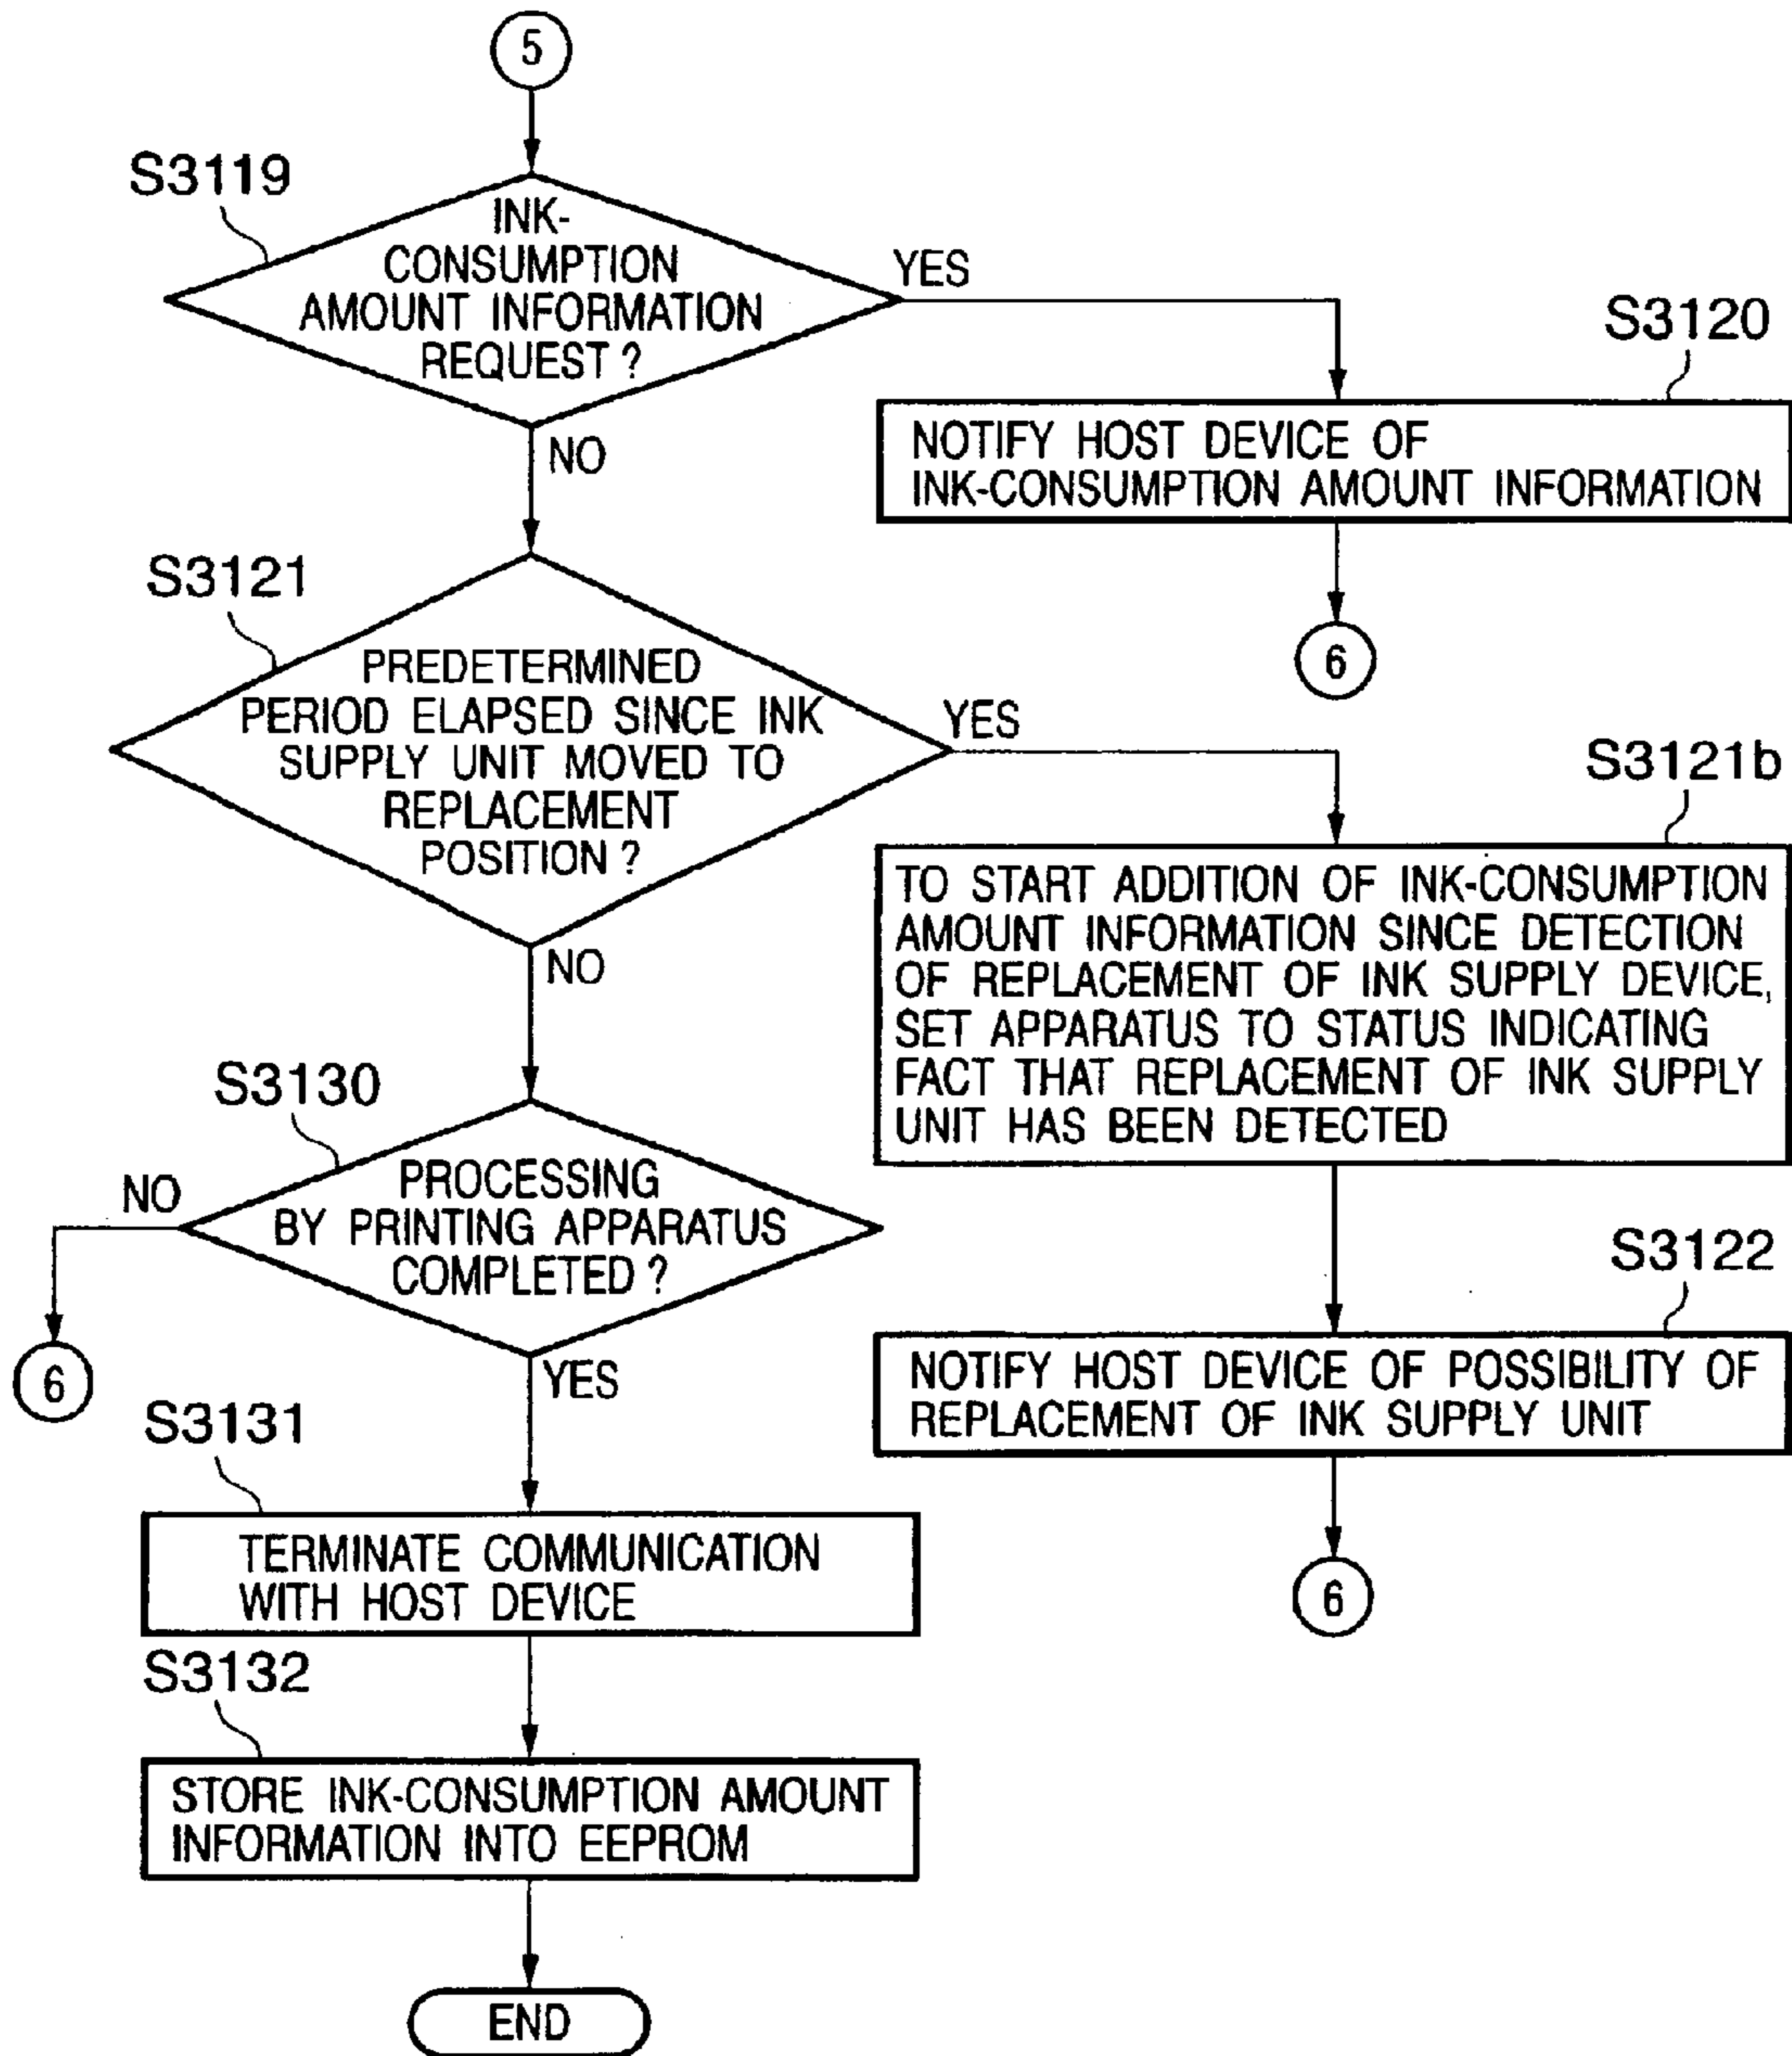 5
S3119
INK-
CONSUMPTION
AMOUNT INFORMATION
REQUEST ?
YES
NO
S3120
NOTIFY HOST DEVICE OF
INK-CONSUMPTION AMOUNT INFORMATION
6
S3121
PREDETERMINED
PERIOD ELAPSED SINCE INK
SUPPLY UNIT MOVED TO
REPLACEMENT
POSITION ?
YES
NO
S3121b
TO START ADDITION OF INK-CONSUMPTION
AMOUNT INFORMATION SINCE DETECTION
OF REPLACEMENT OF INK SUPPLY DEVICE,
SET APPARATUS TO STATUS INDICATING
FACT THAT REPLACEMENT OF INK SUPPLY
UNIT HAS BEEN DETECTED
S3122
NOTIFY HOST DEVICE OF POSSIBILITY OF
REPLACEMENT OF INK SUPPLY UNIT
6
S3130
PROCESSING
BY PRINTING APPARATUS
COMPLETED ?
NO
6
YES
S3131
TERMINATE COMMUNICATION
WITH HOST DEVICE
S3132
STORE INK-CONSUMPTION AMOUNT
INFORMATION INTO EEPROM
END